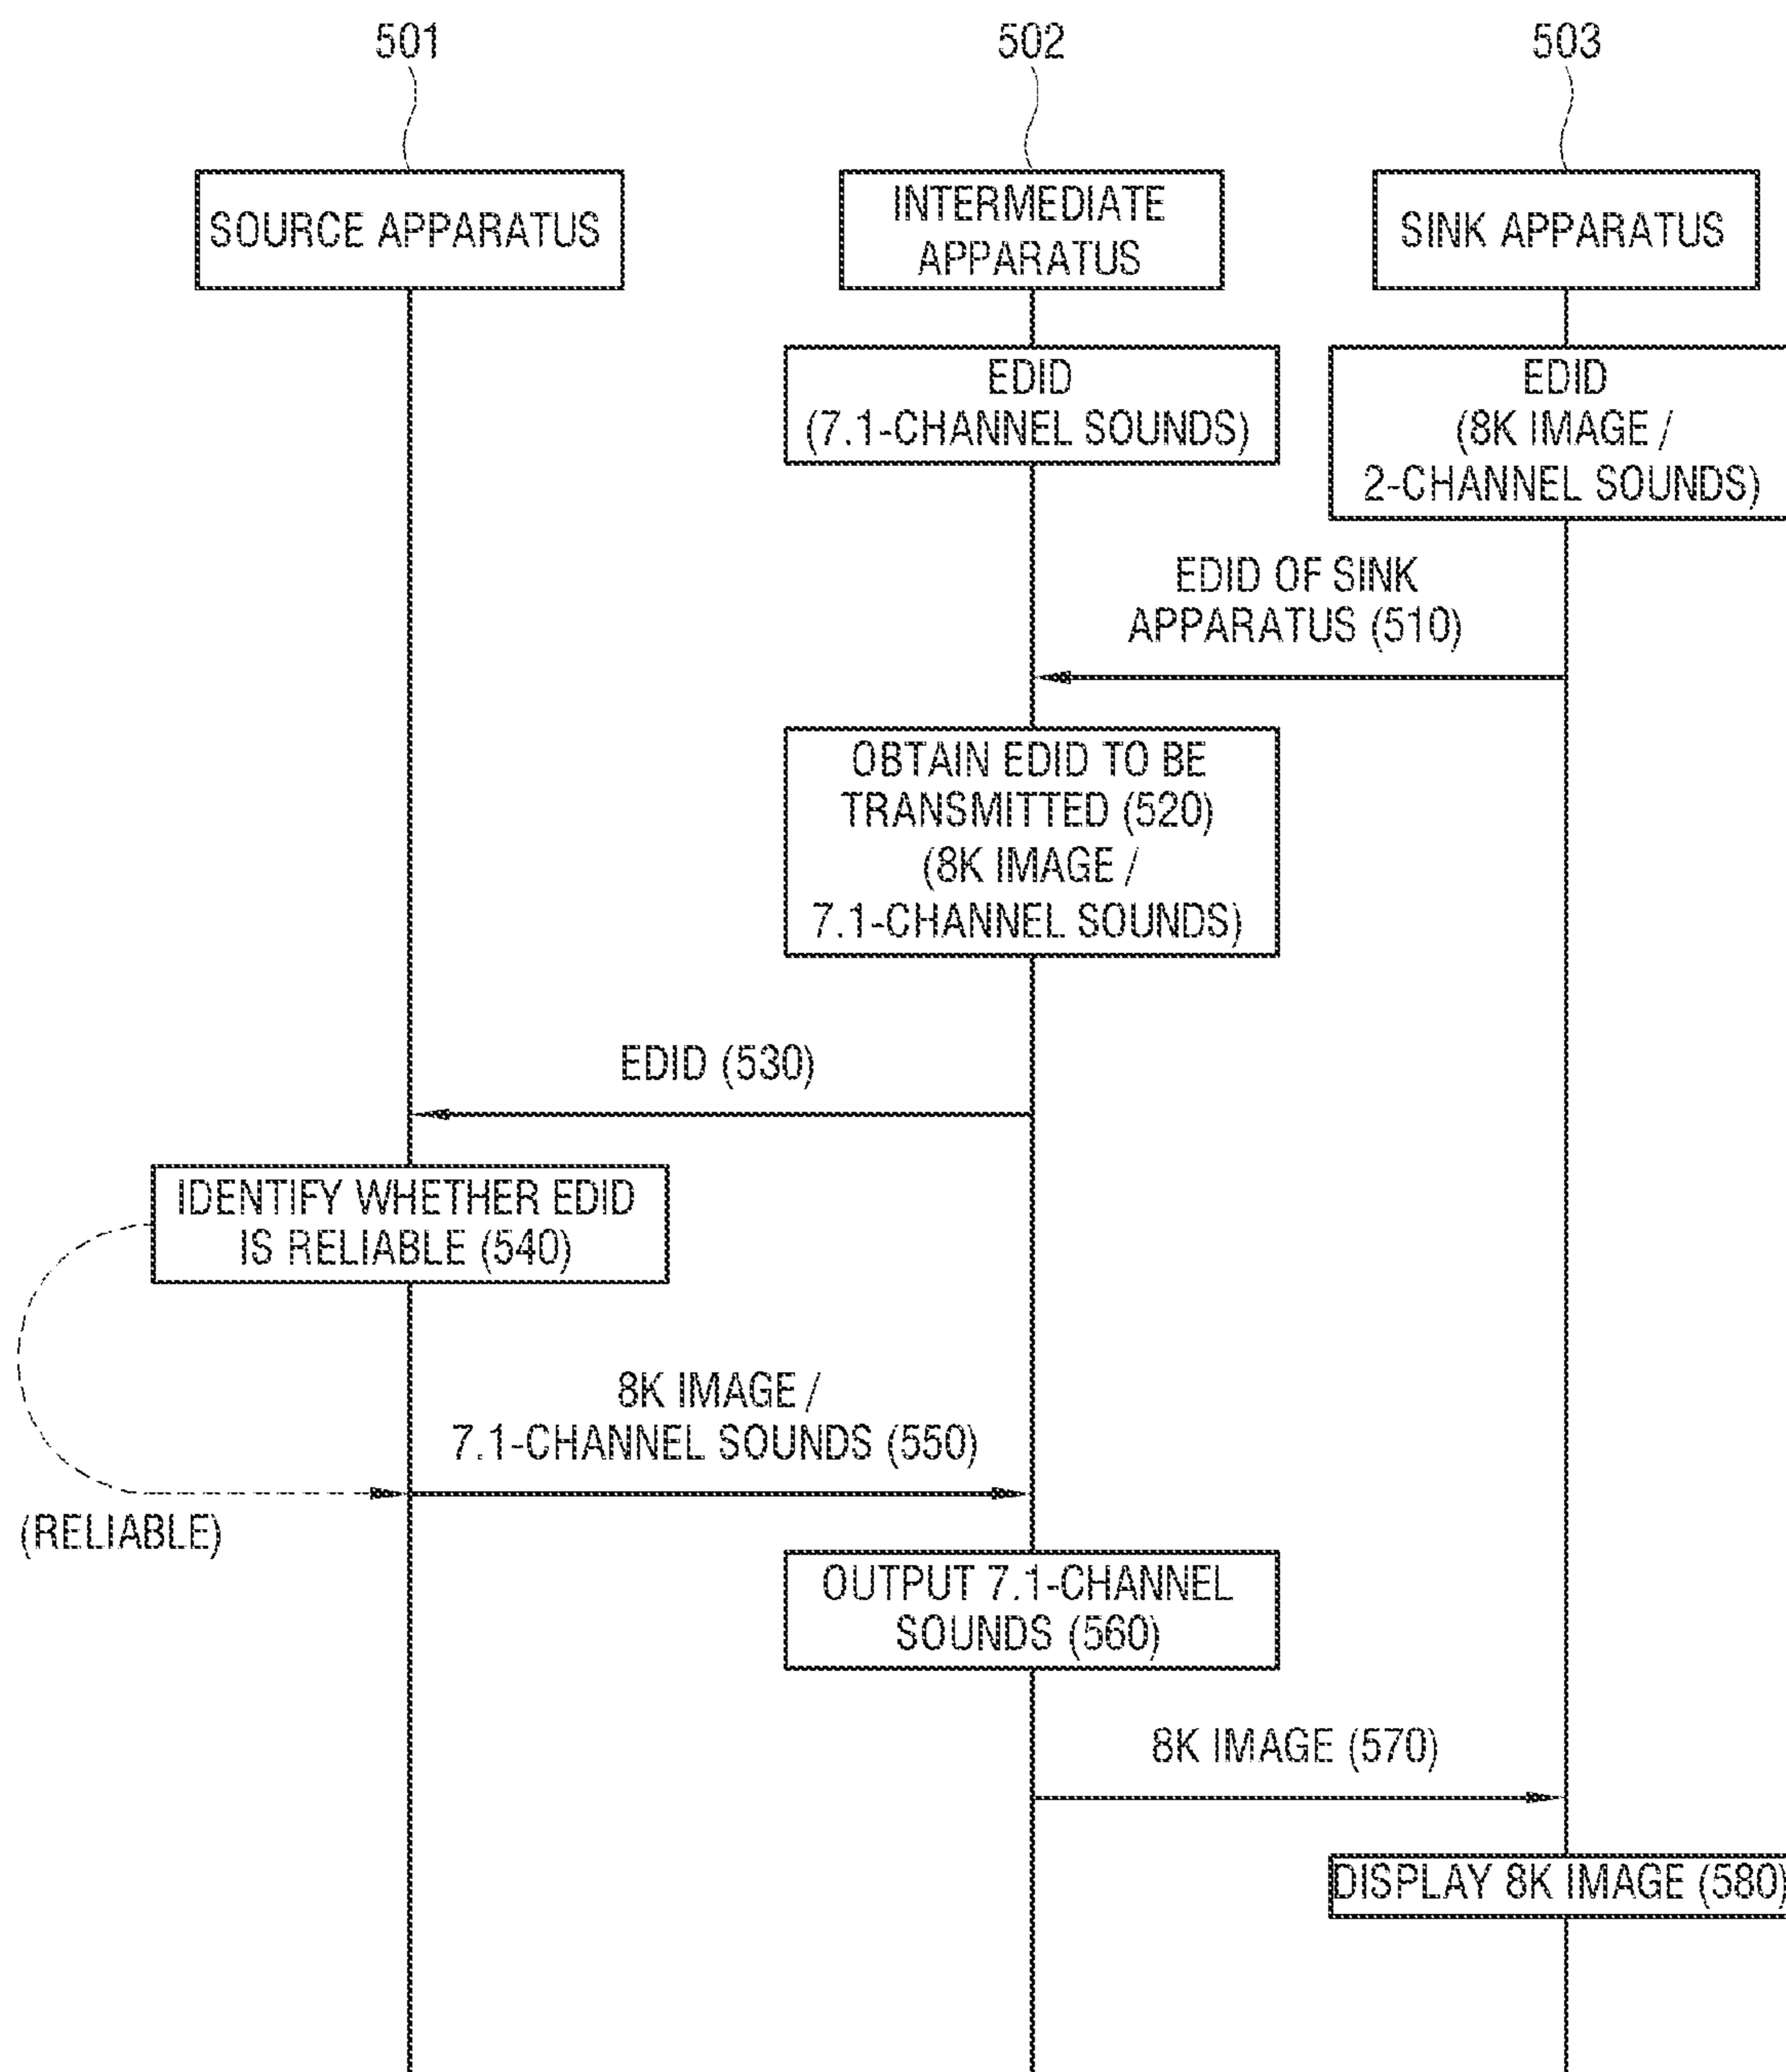 501
502
503
SOURCE APPARATUS
INTERMEDIATE
APPARATUS
SINK APPARATUS
EDID
(7.1-CHANNEL SOUNDS)
EDID
(8K IMAGE /
2-CHANNEL SOUNDS)
EDID OF SINK
APPARATUS (510)
OBTAIN EDID TO BE
TRANSMITTED (520)
(8K IMAGE /
7.1-CHANNEL SOUNDS)
EDID (530)
IDENTIFY WHETHER EDID
IS RELIABLE (540)
8K IMAGE /
7.1-CHANNEL SOUNDS (550)
(RELIABLE)
OUTPUT 7.1-CHANNEL
SOUNDS (560)
8K IMAGE (570)
DISPLAY 8K IMAGE (580)